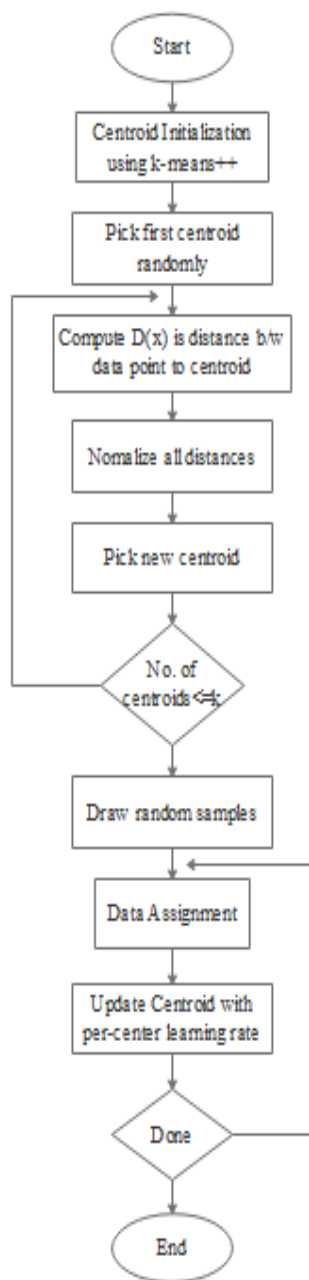 Start
Centroid Initialization
using k-means++
Pick first centroid
randomly
Compute D(x) is distance b/w
data point to centroid
Nomalize all distances
Pick new centroid
No. of
centroids<=k
Draw random samples
Data Assignment
Update Centroid with
per-center learning rate
Done
End